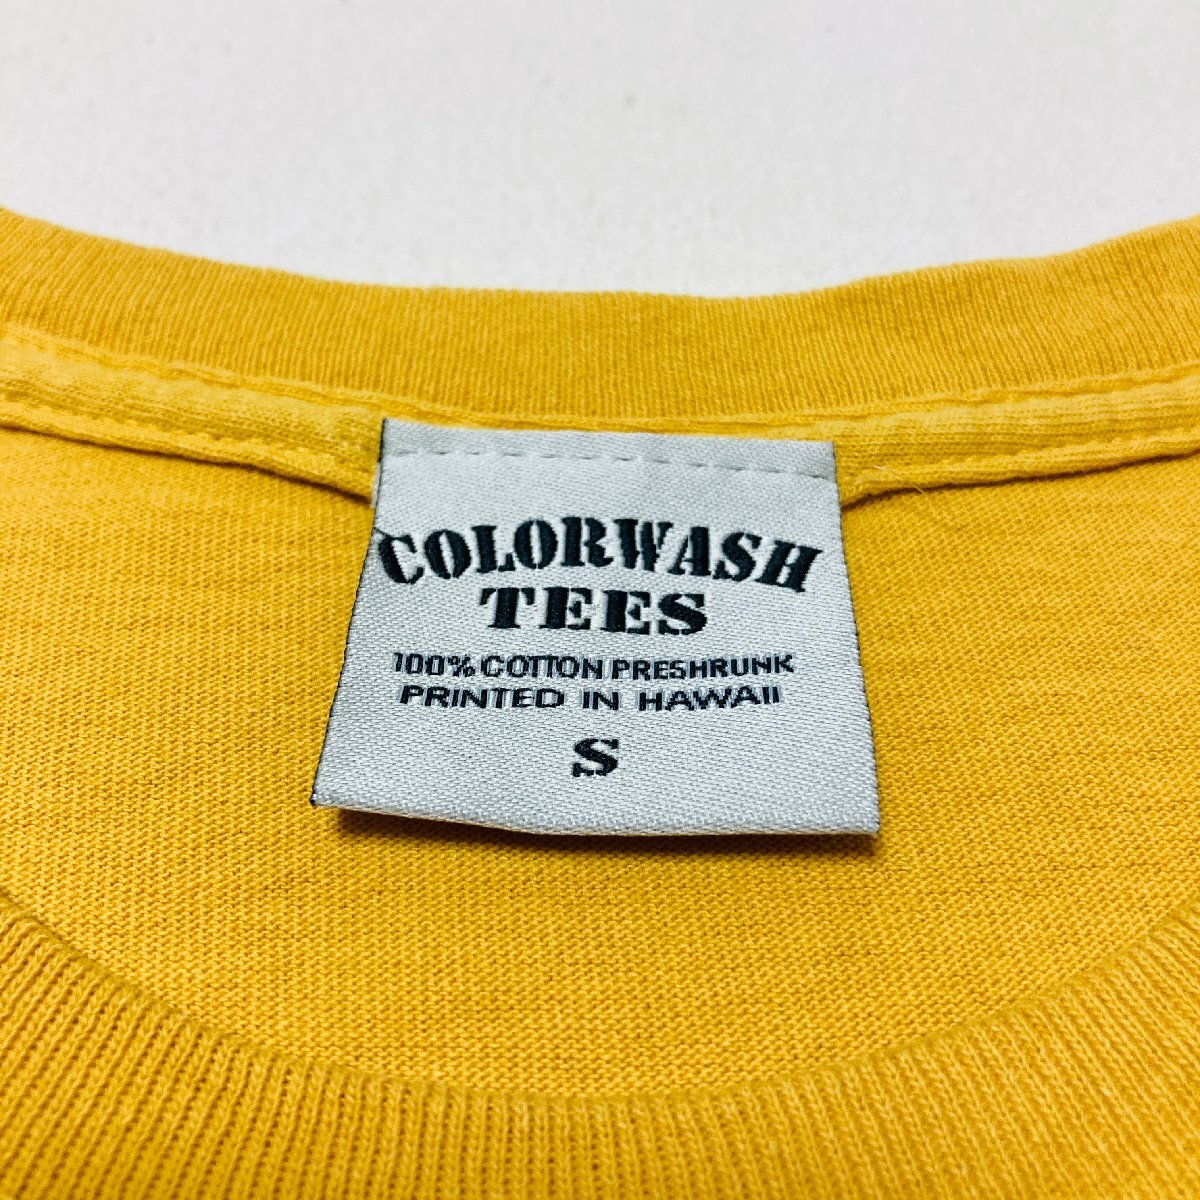 COLORWASH
TEES
100% COTTON PRESHRUNK
PRINTED IN HAWAII
S